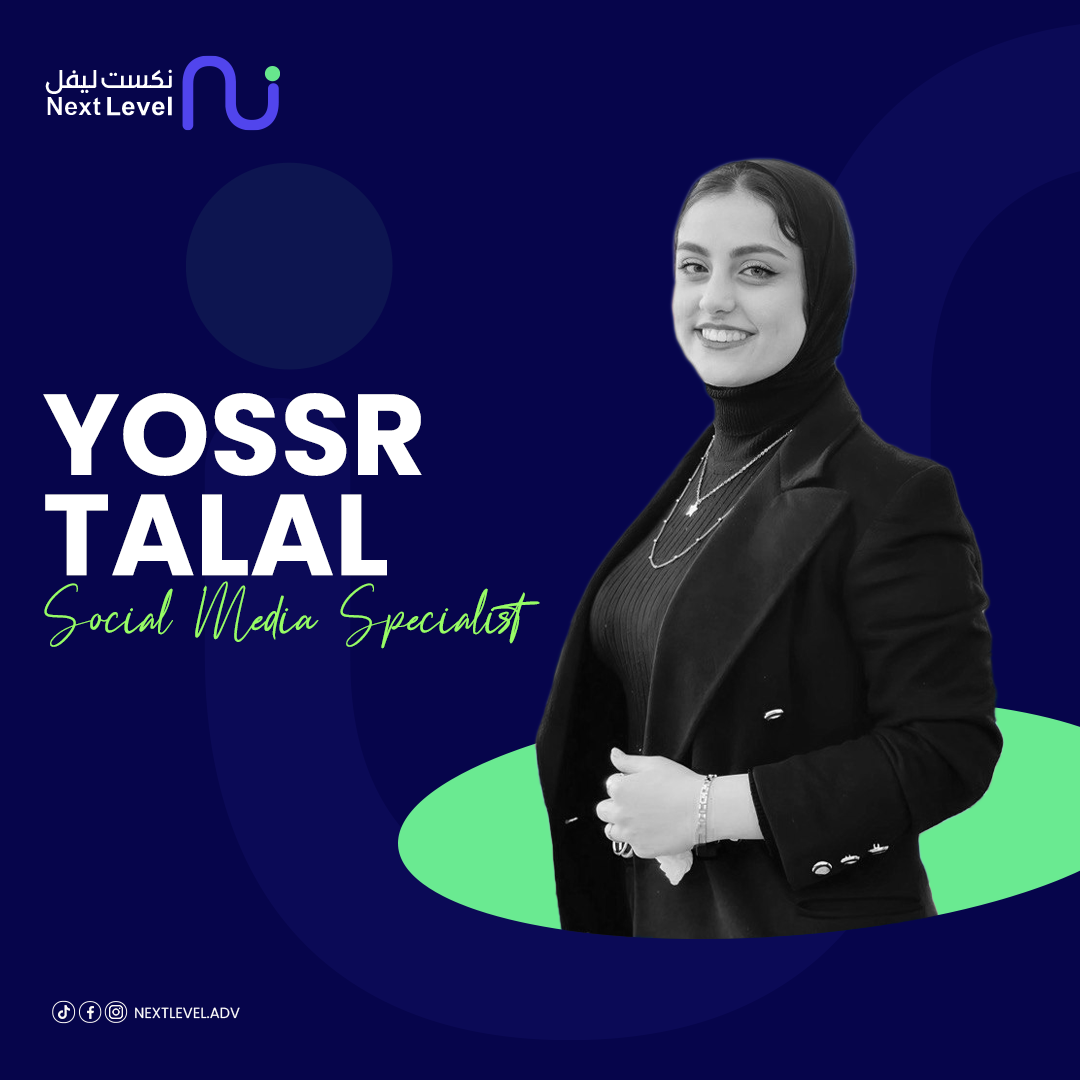 نكست ليفل
Next Level
YOSSR
TALAL
Social Media Specialist
NEXTLEVEL.ADV